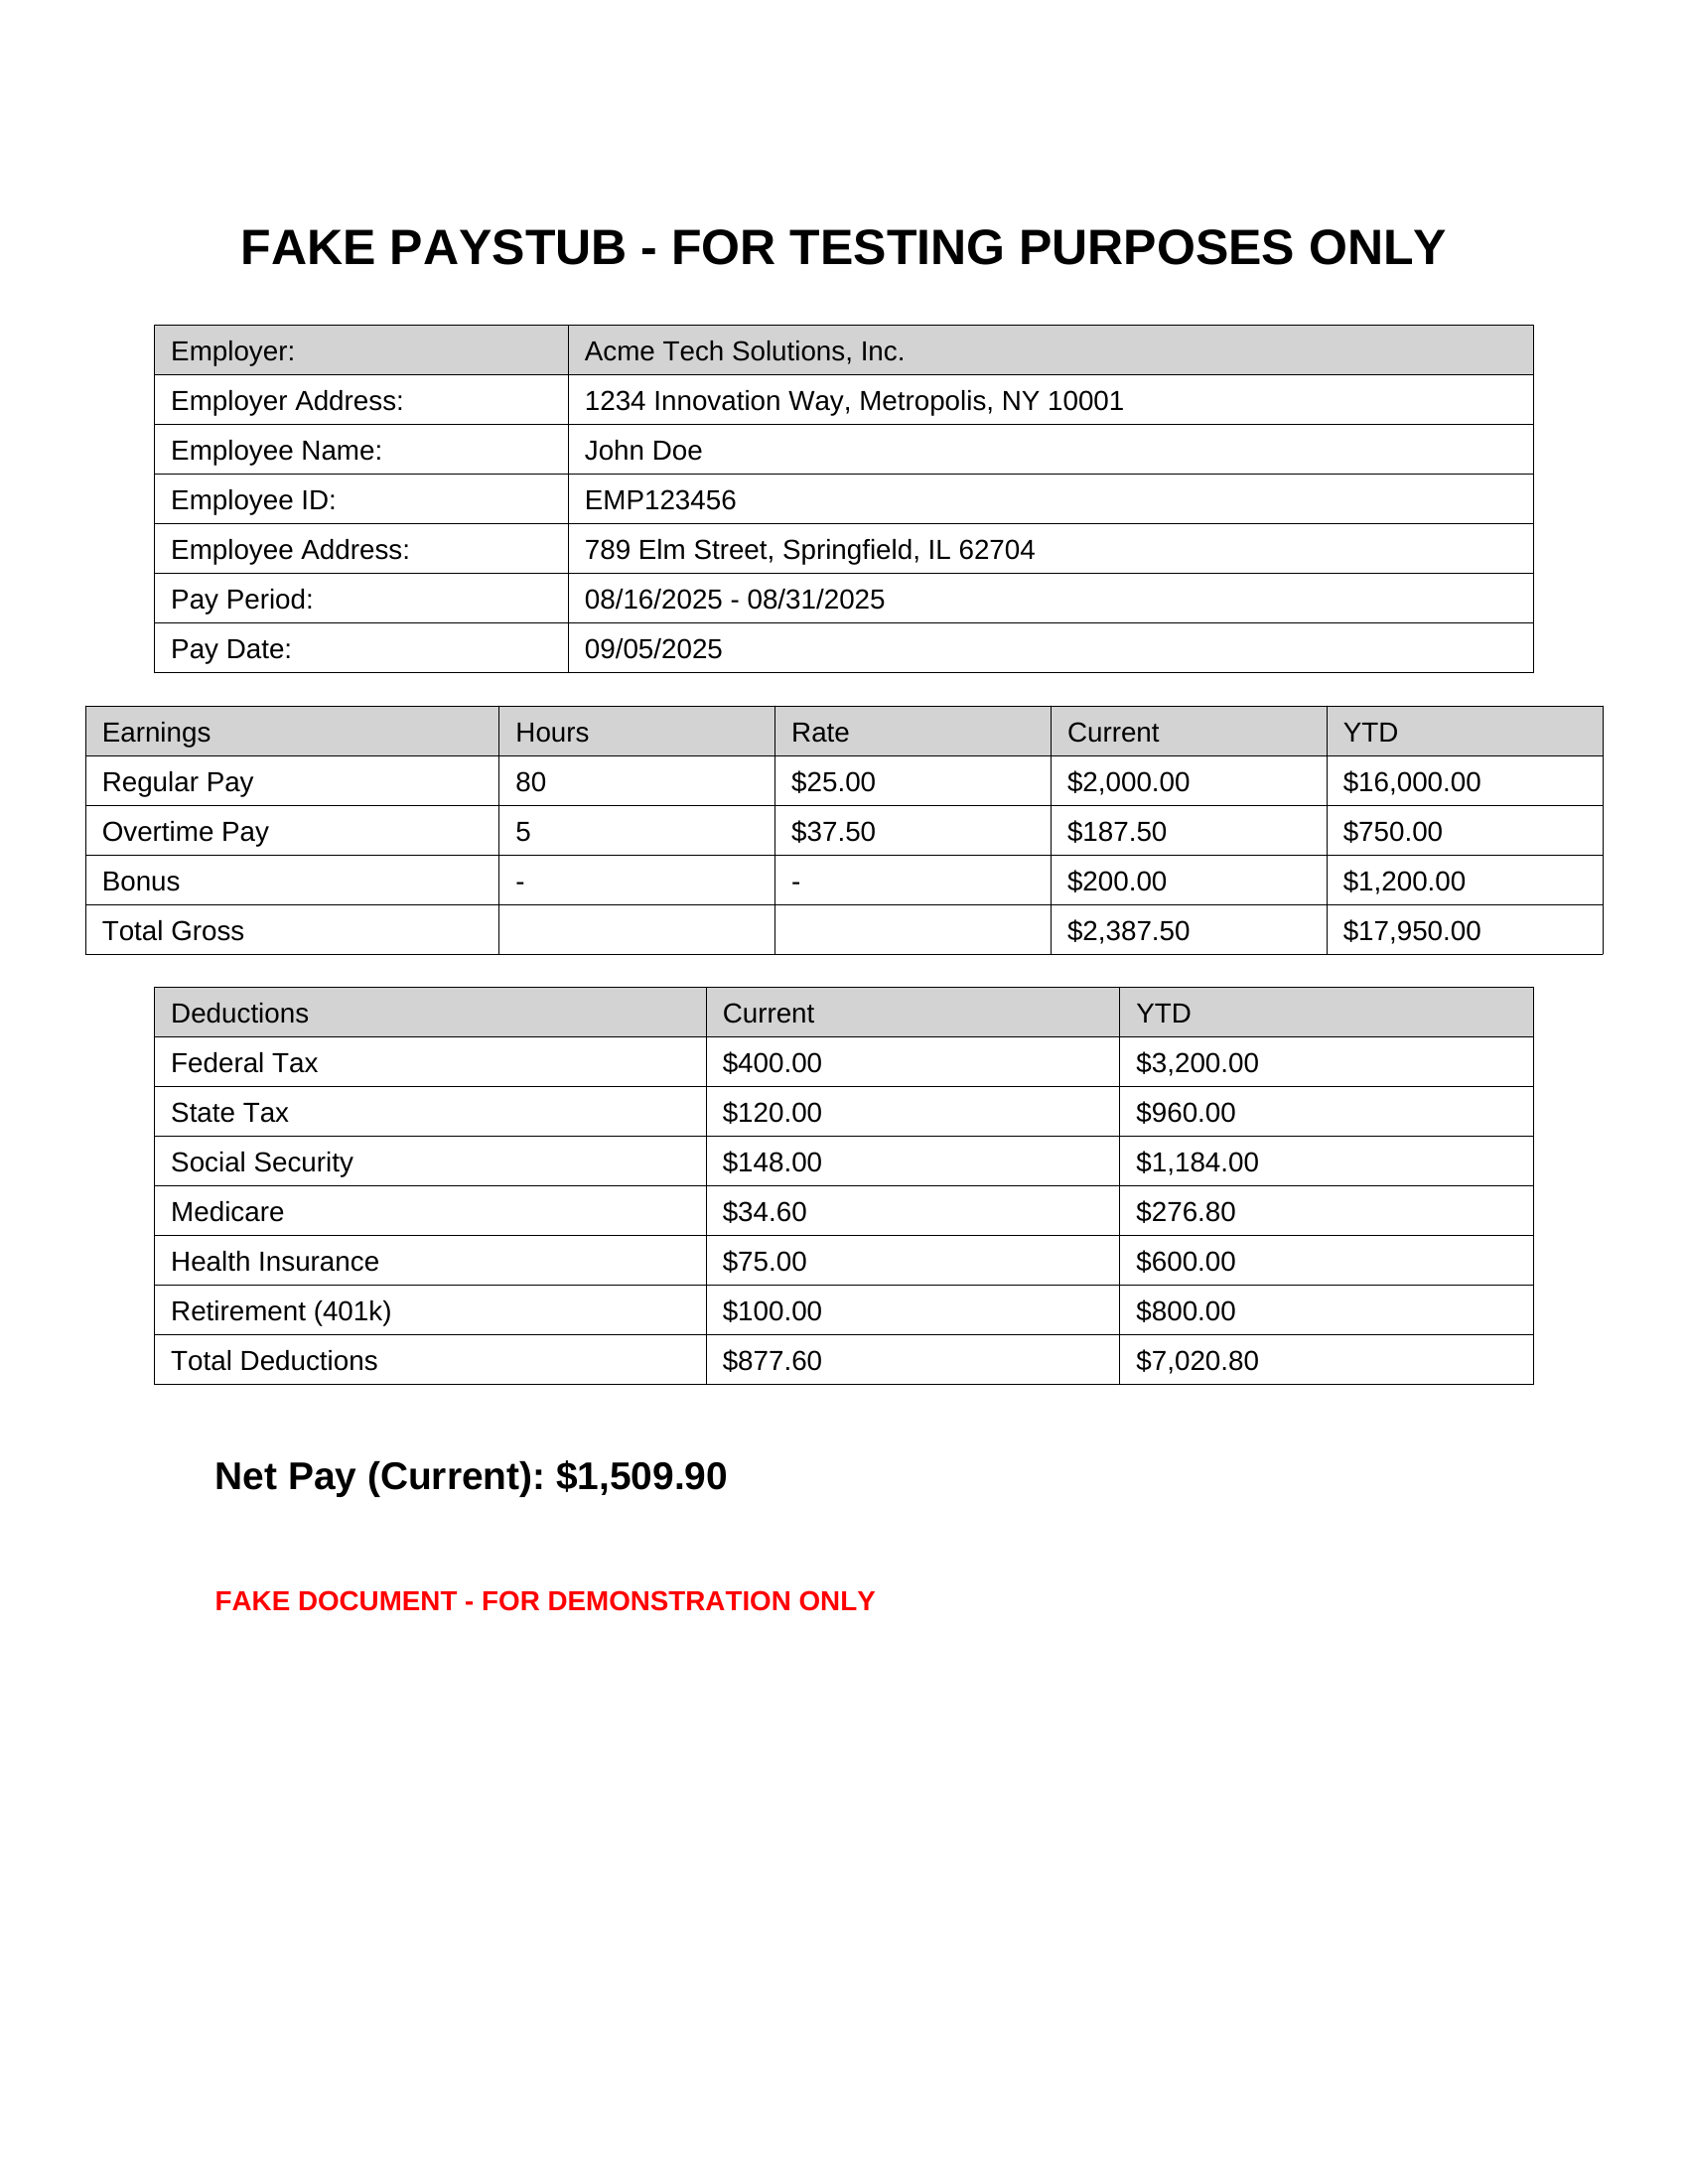 FAKE PAYSTUB - FOR TESTING PURPOSES ONLY
Employer: Acme Tech Solutions, Inc.
Employer Address: 1234 Innovation Way, Metropolis, NY 10001
Employee Name: John Doe
Employee ID: EMP123456
Employee Address: 789 Elm Street, Springfield, IL 62704
Pay Period: 08/16/2025 - 08/31/2025
Pay Date: 09/05/2025
Earnings Hours Rate Current YTD
Regular Pay 80 $25.00 $2,000.00 $16,000.00
Overtime Pay 5 $37.50 $187.50 $750.00
Bonus - - $200.00 $1,200.00
Total Gross $2,387.50 $17,950.00
Deductions Current YTD
Federal Tax $400.00 $3,200.00
State Tax $120.00 $960.00
Social Security $148.00 $1,184.00
Medicare $34.60 $276.80
Health Insurance $75.00 $600.00
Retirement (401k) $100.00 $800.00
Total Deductions $877.60 $7,020.80
Net Pay (Current): $1,509.90
FAKE DOCUMENT - FOR DEMONSTRATION ONLY